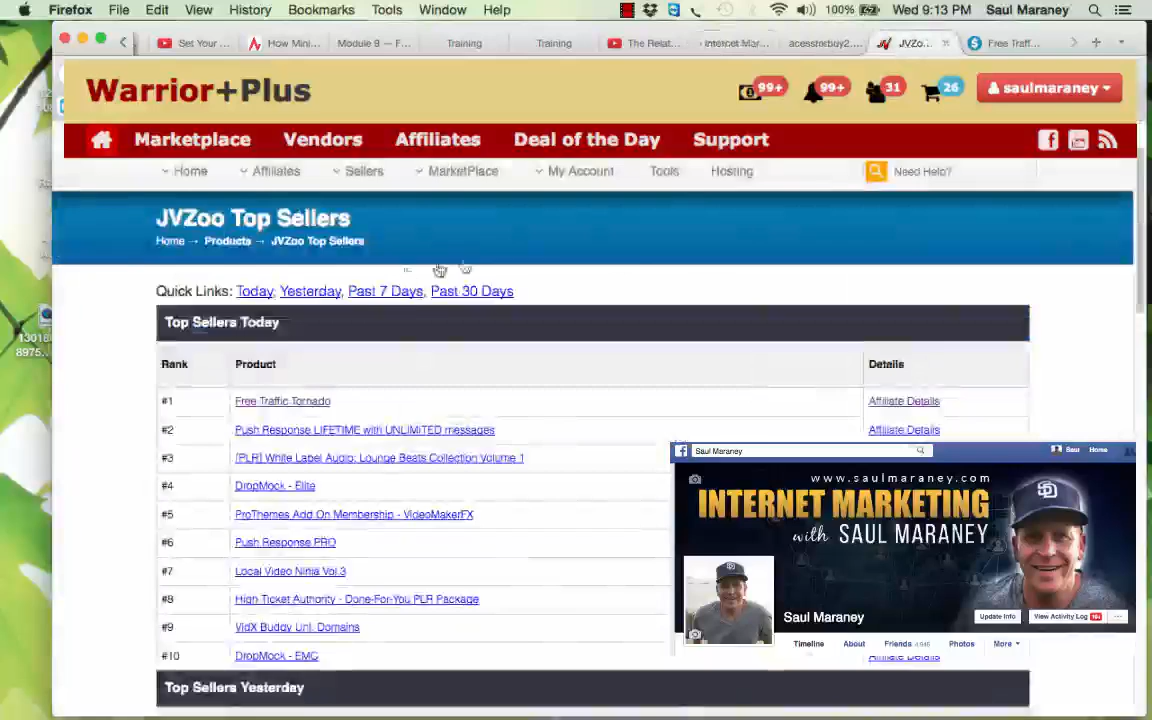 Firefox File Edit View History Bookmarks Tools Window Help 100% Wed 9:13 PM Saul Maraney
Set Your ... How Mini... Module 9 — F... Training Training The Relat... Internet Mar... acessforbuy2... JVZo... Free Traff...
Warrior+Plus 99+ 99+ 31 26 saulmaraney
Marketplace Vendors Affiliates Deal of the Day Support
Home Affiliates Sellers MarketPlace My Account Tools Hosting Need Help?
JVZoo Top Sellers
Home → Products → JVZoo Top Sellers
Quick Links: Today, Yesterday, Past 7 Days, Past 30 Days
Top Sellers Today
Rank Product Details
#1 Free Traffic Tornado Affiliate Details
#2 Push Response LIFETIME with UNLIMITED messages Affiliate Details
#3 [PLR] White Label Audio: Lounge Beats Collection Volume 1
#4 DropMock - Elite
#5 ProThemes Add On Membership - VideoMakerFX
#6 Push Response PRO
#7 Local Video Ninja Vol.3
#8 High Ticket Authority - Done-For-You PLR Package
#9 VidX Buddy Unl. Domains
#10 DropMock - EMC Affiliate Details
Top Sellers Yesterday
Saul Maraney Saul Home
www.saulmaraney.com
INTERNET MARKETING
with SAUL MARANEY
Saul Maraney Update Info View Activity Log
Timeline About Friends Photos More